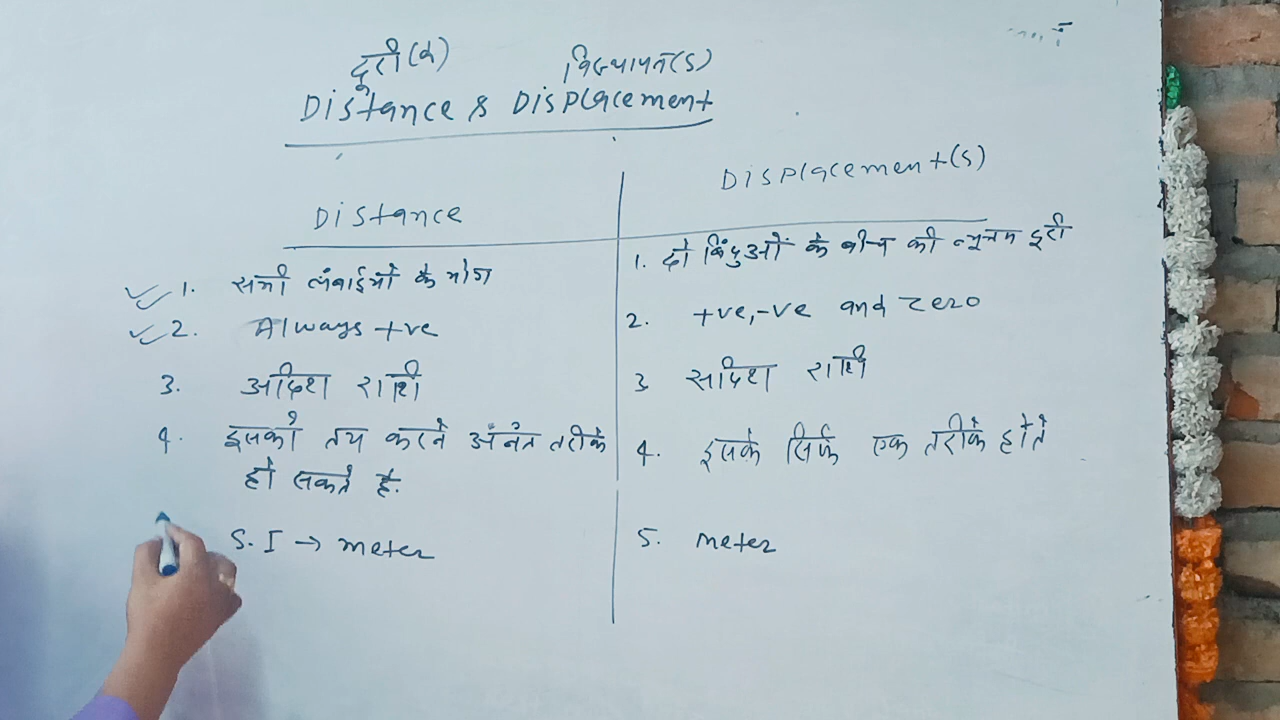 दूरी(d) विस्थापन(s)
Distance & Displacement
Distance
Displacement(s)
1. सभी लंबाईयों के योग
2. Always +ve
3. अदिश राशी
4. इसको तय करने अनंत तरीके
हो सकते है.
S.I → meter
1. दो बिंदुओं के बीच की न्यूनतम दूरी
2. +ve, -ve and zero
3 सदिश राशी
4. इसके सिर्फ एक तरीके होते
5. meter